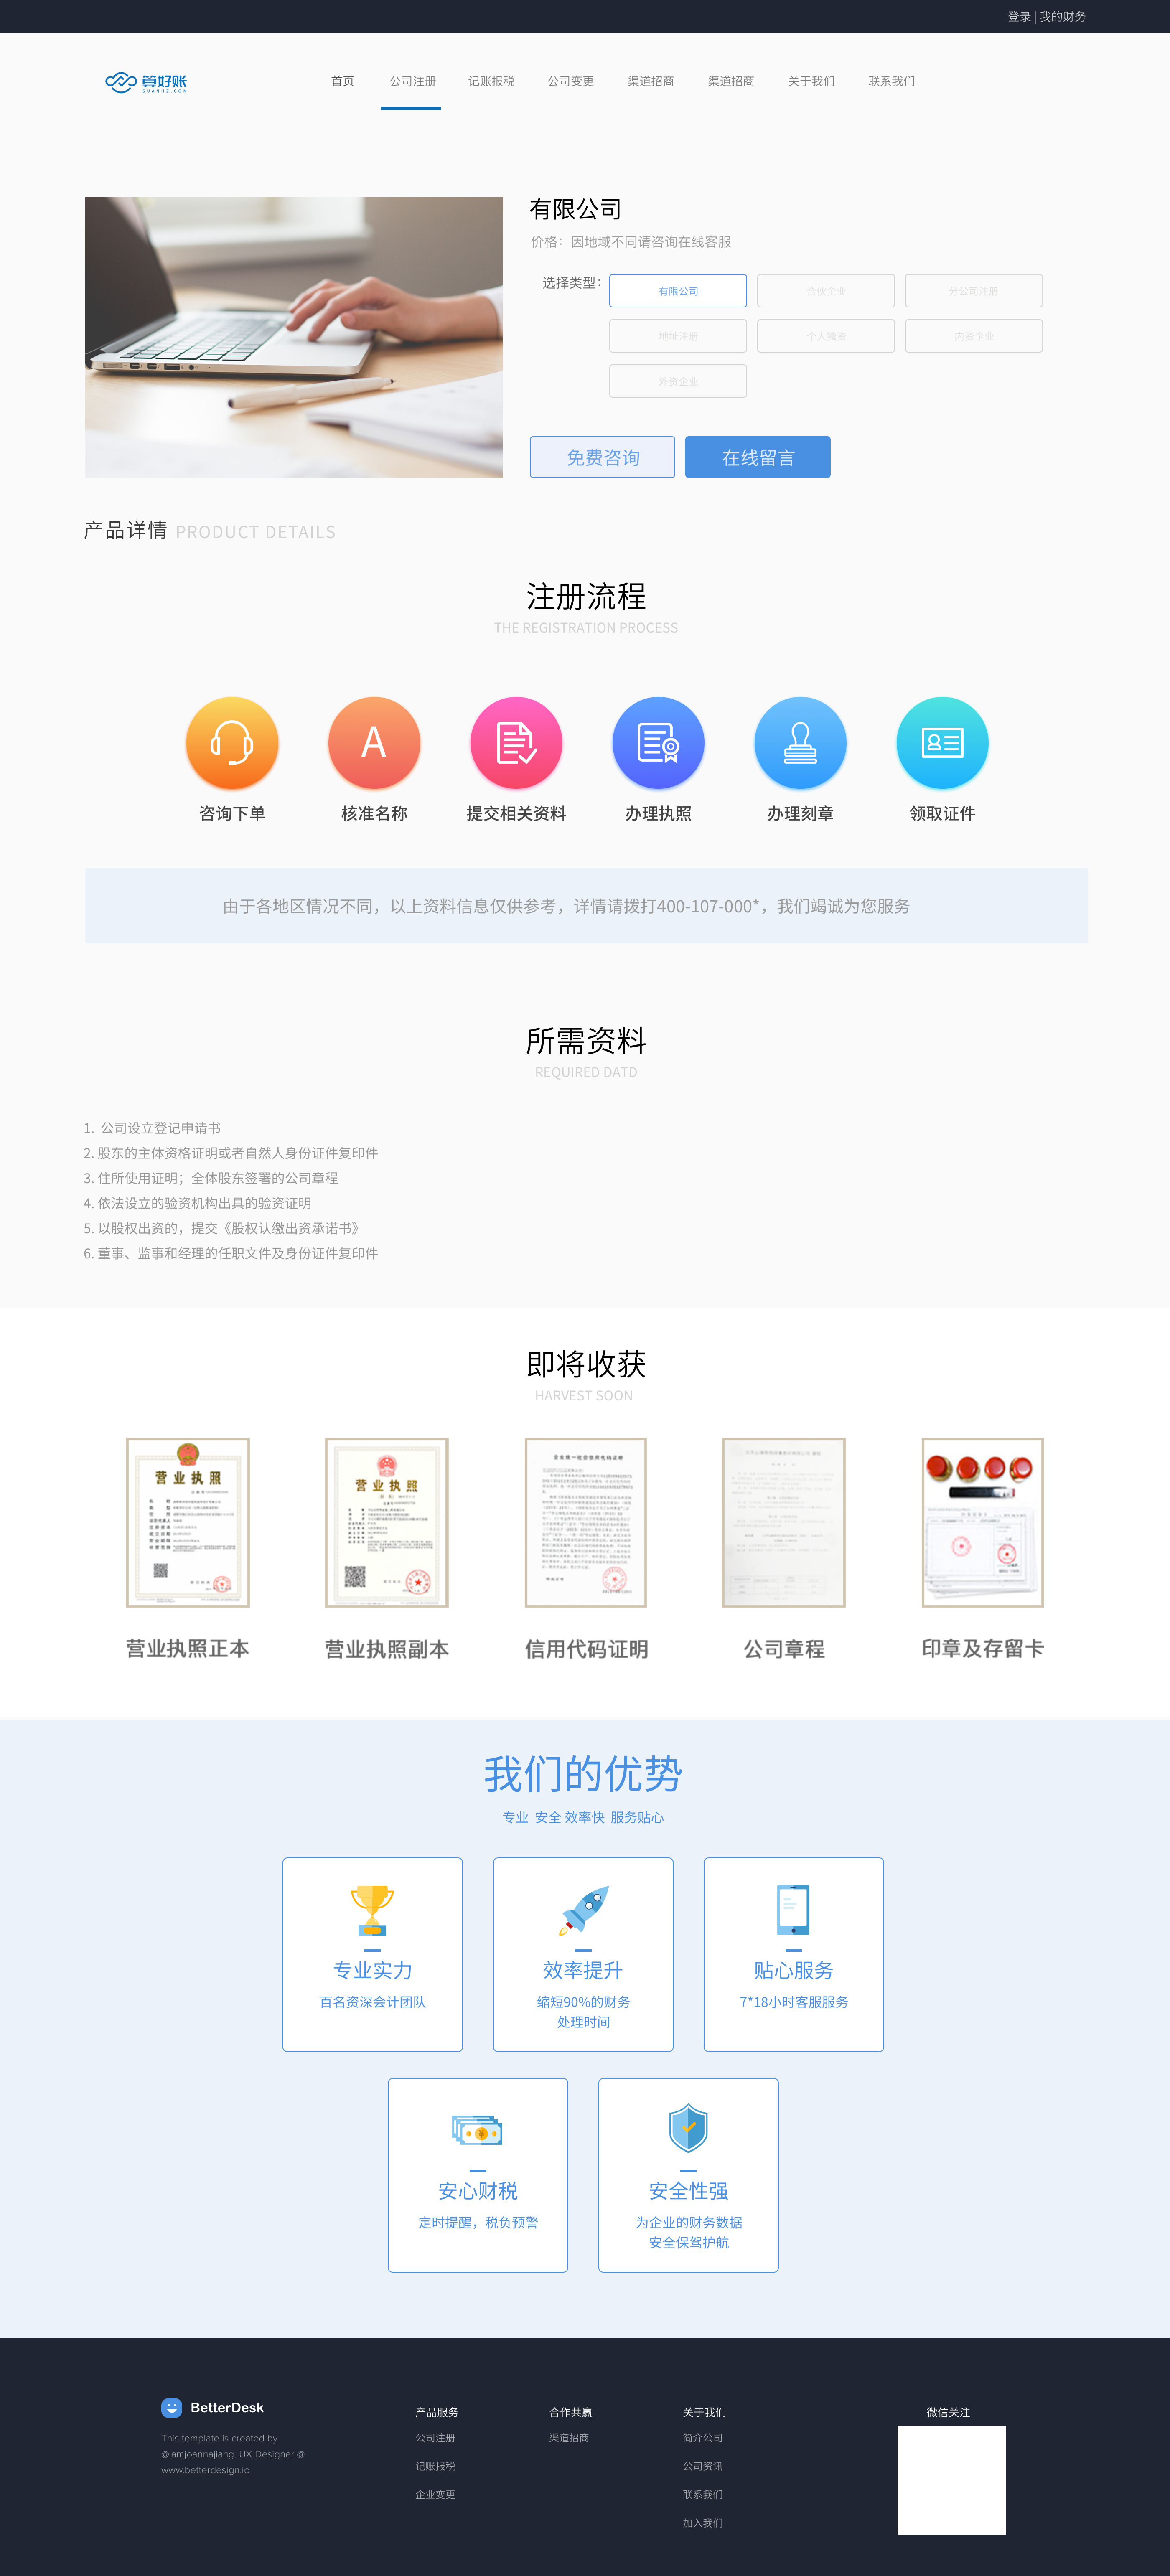 登录 | 我的财务
算好账
SUANHZ.COM
首页
公司注册
记账报税
公司变更
渠道招商
渠道招商
关于我们
联系我们
有限公司
价格：因地域不同请咨询在线客服
选择类型：
有限公司
合伙企业
分公司注册
地址注册
个人独资
内资企业
外资企业
免费咨询
在线留言
产品详情 PRODUCT DETAILS
注册流程
THE REGISTRATION PROCESS
A
咨询下单
核准名称
提交相关资料
办理执照
办理刻章
领取证件
由于各地区情况不同，以上资料信息仅供参考，详情请拨打400-107-000*，我们竭诚为您服务
所需资料
REQUIRED DATD
1. 公司设立登记申请书
2. 股东的主体资格证明或者自然人身份证件复印件
3. 住所使用证明；全体股东签署的公司章程
4. 依法设立的验资机构出具的验资证明
5. 以股权出资的，提交《股权认缴出资承诺书》
6. 董事、监事和经理的任职文件及身份证件复印件
即将收获
HARVEST SOON
营业执照
营业执照
营业执照正本
营业执照副本
信用代码证明
公司章程
印章及存留卡
我们的优势
专业 安全 效率快 服务贴心
专业实力
百名资深会计团队
效率提升
缩短90%的财务
处理时间
贴心服务
7*18小时客服服务
安心财税
定时提醒，税负预警
安全性强
为企业的财务数据
安全保驾护航
BetterDesk
This template is created by
@iamjoannajiang. UX Designer @
www.betterdesign.io
产品服务
公司注册
记账报税
企业变更
合作共赢
渠道招商
关于我们
简介公司
公司资讯
联系我们
加入我们
微信关注